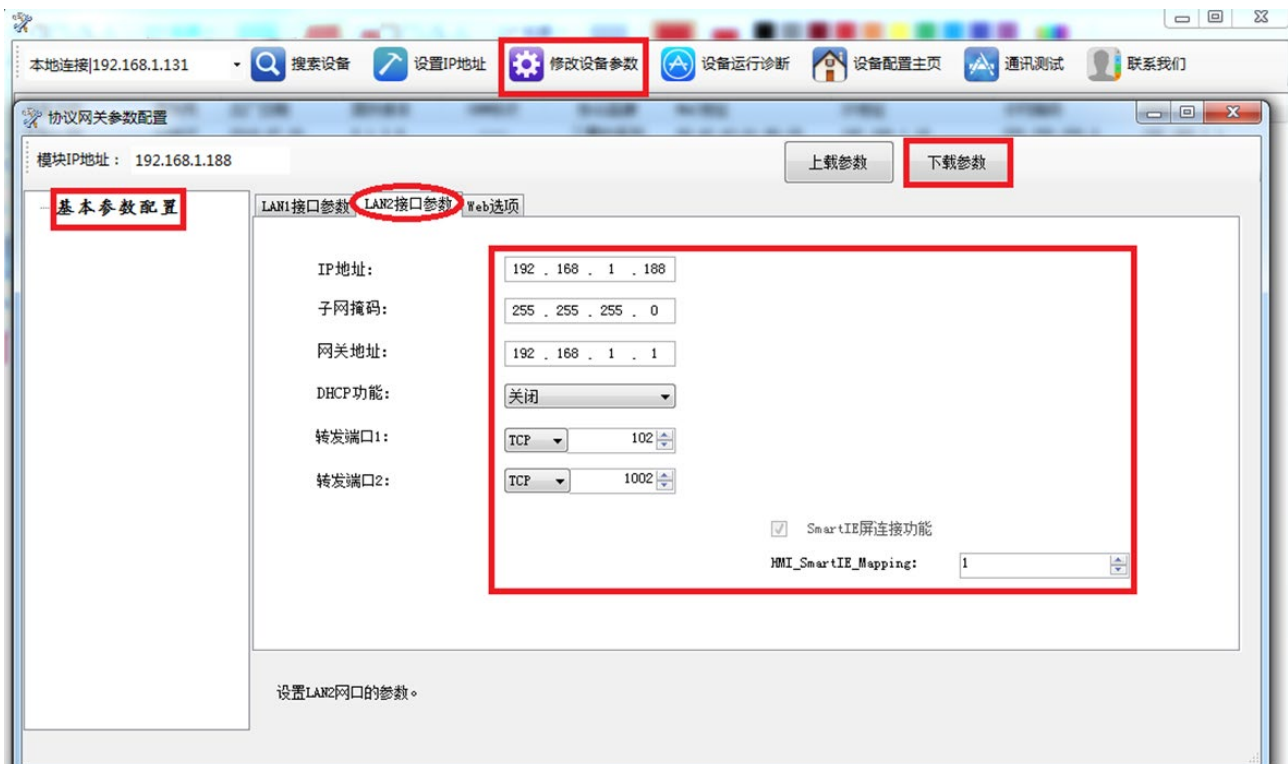 本地连接|192.168.1.131 搜索设备 设置IP地址 修改设备参数 设备运行诊断 设备配置主页 通讯测试 联系我们
协议网关参数配置
模块IP地址： 192.168.1.188 上载参数 下载参数
基本参数配置
LAN1接口参数 LAN2接口参数 Web选项
IP地址: 192 . 168 . 1 . 188
子网掩码: 255 . 255 . 255 . 0
网关地址: 192 . 168 . 1 . 1
DHCP功能: 关闭
转发端口1: TCP 102
转发端口2: TCP 1002
SmartIE屏连接功能
HMI_SmartIE_Mapping: 1
设置LAN2网口的参数。